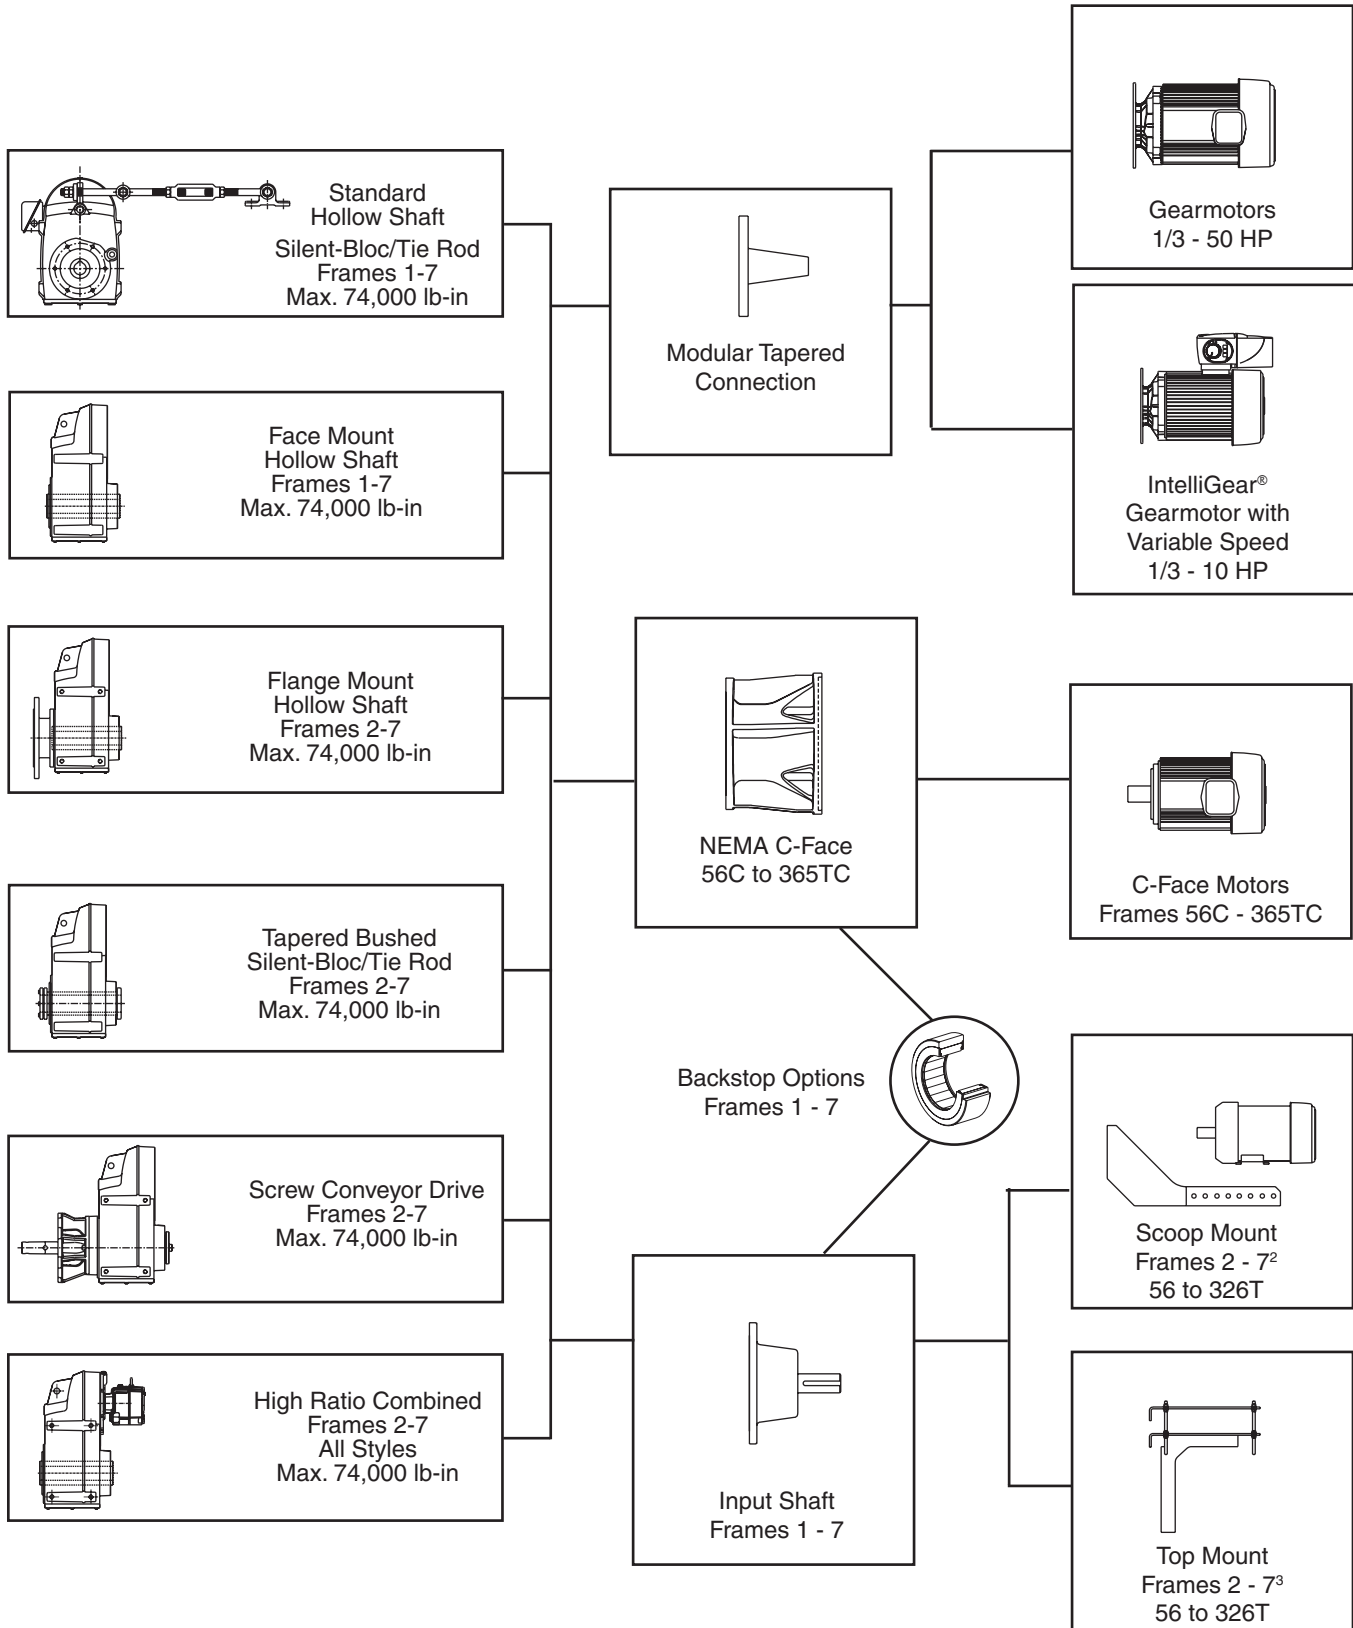 Standard
Hollow Shaft
Silent-Bloc/Tie Rod
Frames 1-7
Max. 74,000 lb-in
Face Mount
Hollow Shaft
Frames 1-7
Max. 74,000 lb-in
Flange Mount
Hollow Shaft
Frames 2-7
Max. 74,000 lb-in
Tapered Bushed
Silent-Bloc/Tie Rod
Frames 2-7
Max. 74,000 lb-in
Screw Conveyor Drive
Frames 2-7
Max. 74,000 lb-in
High Ratio Combined
Frames 2-7
All Styles
Max. 74,000 lb-in
Modular Tapered
Connection
NEMA C-Face
56C to 365TC
Backstop Options
Frames 1 - 7
Input Shaft
Frames 1 - 7
Gearmotors
1/3 - 50 HP
IntelliGear®
Gearmotor with
Variable Speed
1/3 - 10 HP
C-Face Motors
Frames 56C - 365TC
Scoop Mount
Frames 2 - 7²
56 to 326T
Top Mount
Frames 2 - 7³
56 to 326T